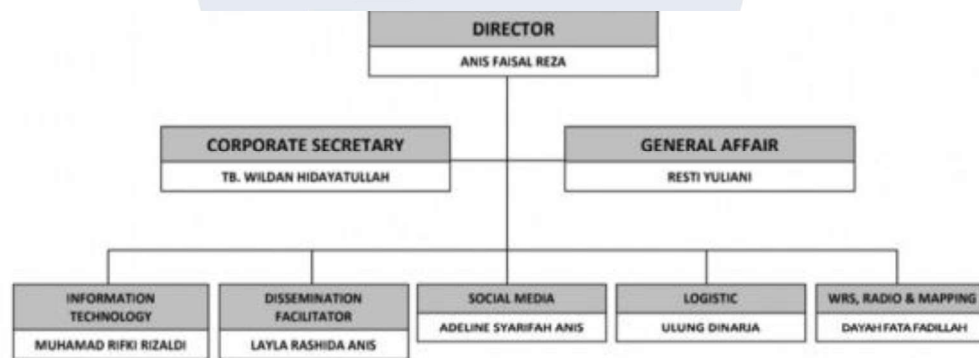 DIRECTOR
ANIS FAISAL REZA
CORPORATE SECRETARY
TB. WILDAN HIDAYATULLAH
GENERAL AFFAIR
RESTI YULIANI
INFORMATION
TECHNOLOGY
MUHAMAD RIFKI RIZALDI
DISSEMINATION
FACILITATOR
LAYLA RASHIDA ANIS
SOCIAL MEDIA
ADELINE SYARIFAH ANIS
LOGISTIC
ULUNG DINARJA
WRS, RADIO & MAPPING
DAYAH FATA FADILLAH